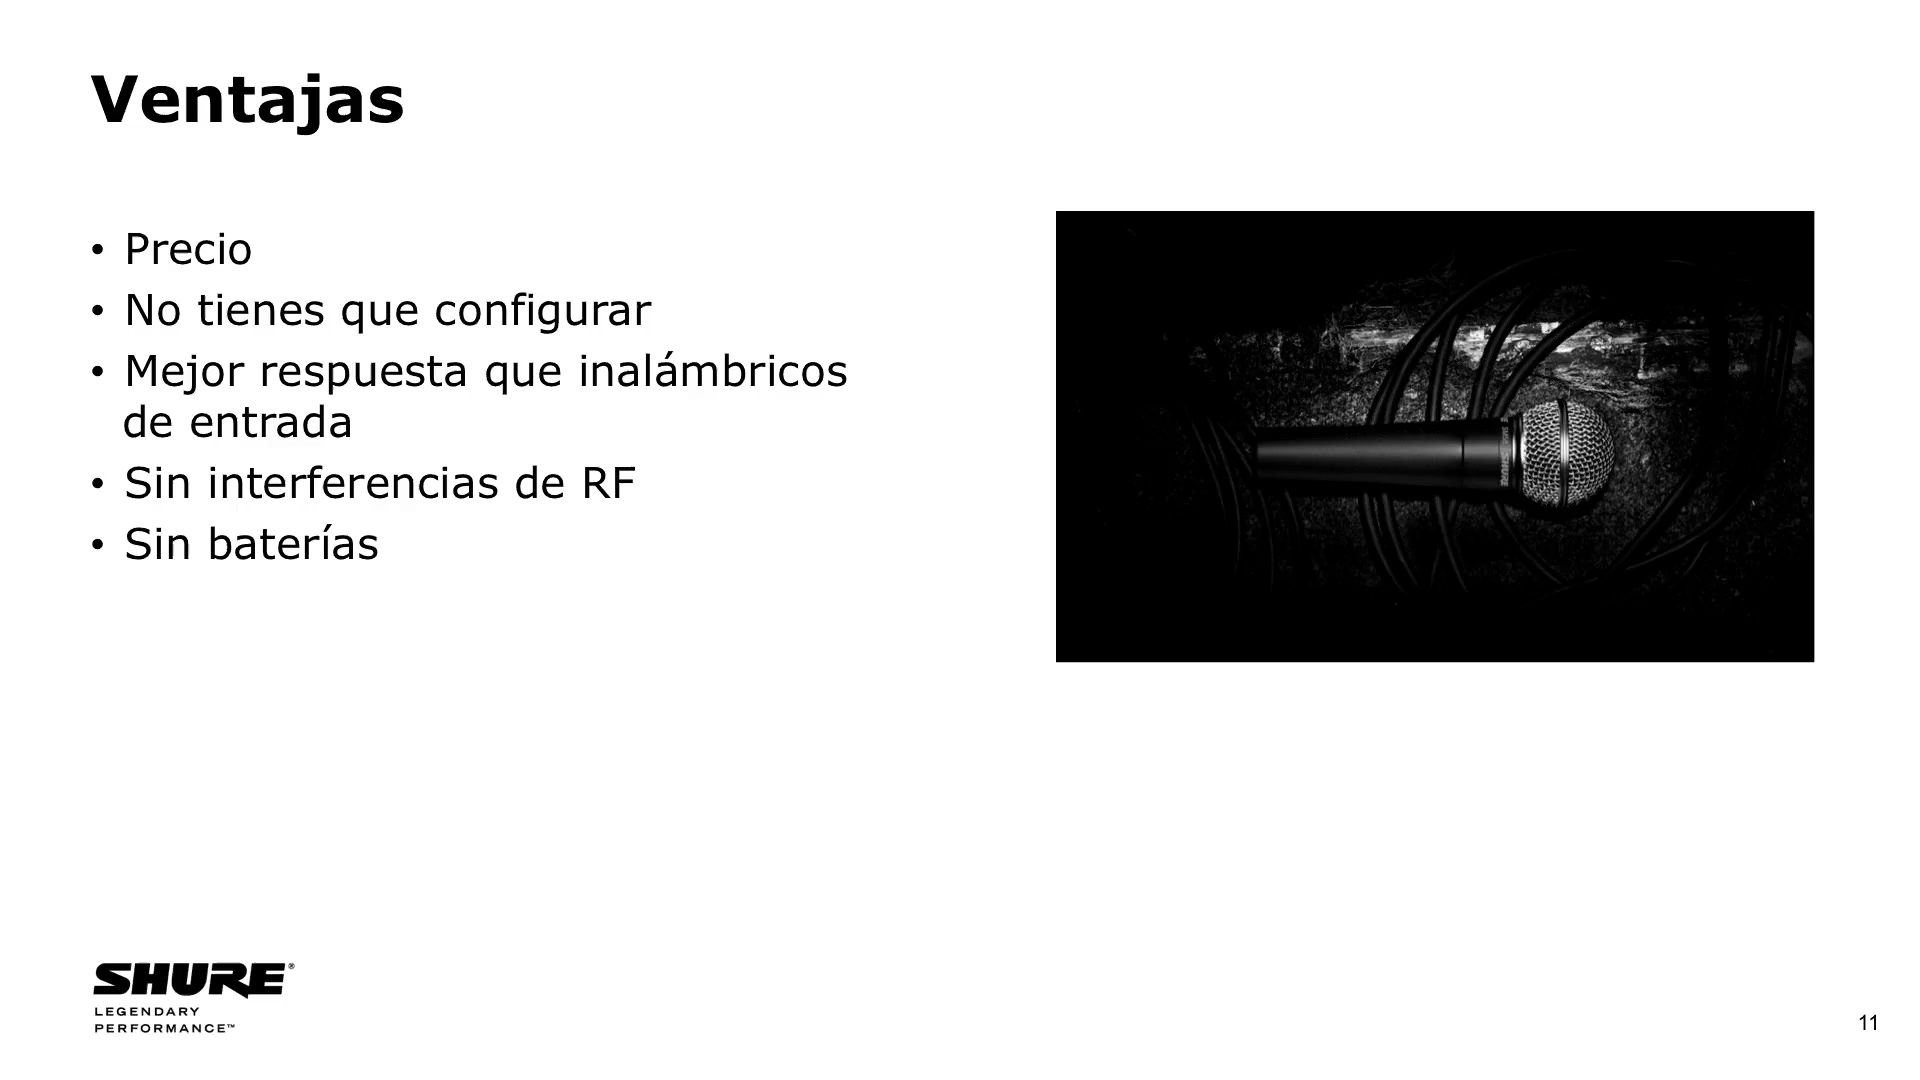 Ventajas
• Precio
• No tienes que configurar
• Mejor respuesta que inalámbricos
de entrada
• Sin interferencias de RF
• Sin baterías
SHURE
SHURE®
LEGENDARY
PERFORMANCE™
11